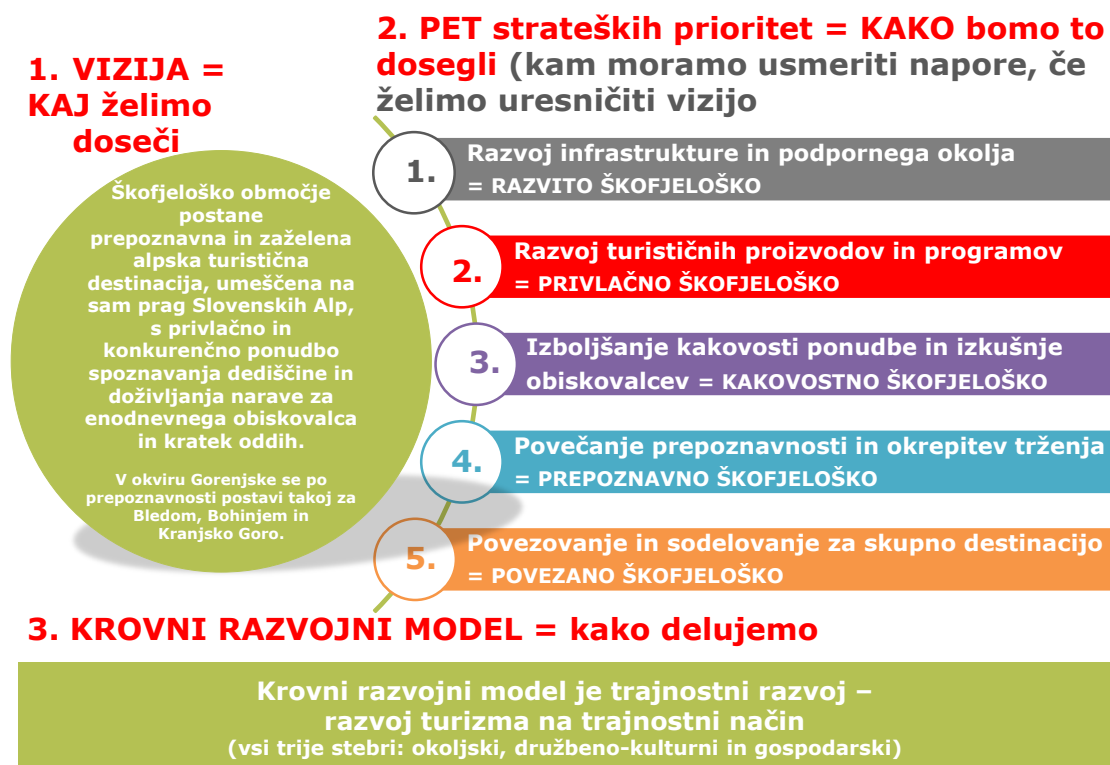 1. VIZIJA =
KAJ želimo
doseči
Škofjeloško območje
postane
prepoznavna in zaželena
alpska turistična
destinacija, umeščena na
sam prag Slovenskih Alp,
s privlačno in
konkurenčno ponudbo
spoznavanja dediščine in
doživljanja narave za
enodnevnega obiskovalca
in kratek oddih.
V okviru Gorenjske se po
prepoznavnosti postavi takoj za
Bledom, Bohinjem in
Kranjsko Goro.
2. PET strateških prioritet = KAKO bomo to
dosegli (kam moramo usmeriti napore, če
želimo uresničiti vizijo
1.
Razvoj infrastrukture in podpornega okolja
= RAZVITO ŠKOFJELOŠKO
2.
Razvoj turističnih proizvodov in programov
= PRIVLAČNO ŠKOFJELOŠKO
3.
Izboljšanje kakovosti ponudbe in izkušnje
obiskovalcev = KAKOVOSTNO ŠKOFJELOŠKO
4.
Povečanje prepoznavnosti in okrepitev trženja
= PREPOZNAVNO ŠKOFJELOŠKO
5.
Povezovanje in sodelovanje za skupno destinacijo
= POVEZANO ŠKOFJELOŠKO
3. KROVNI RAZVOJNI MODEL = kako delujemo
Krovni razvojni model je trajnostni razvoj –
razvoj turizma na trajnostni način
(vsi trije stebri: okoljski, družbeno-kulturni in gospodarski)